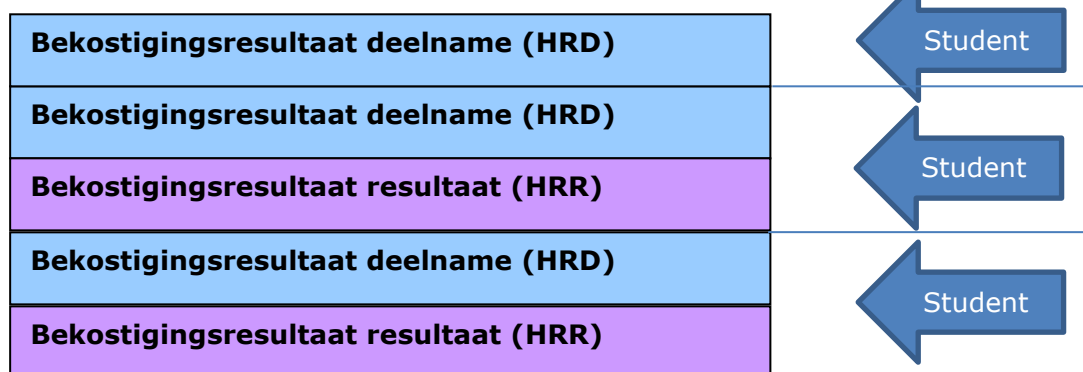 Bekostigingsresultaat deelname (HRD)
Student
Bekostigingsresultaat deelname (HRD)
Student
Bekostigingsresultaat resultaat (HRR)
Bekostigingsresultaat deelname (HRD)
Student
Bekostigingsresultaat resultaat (HRR)